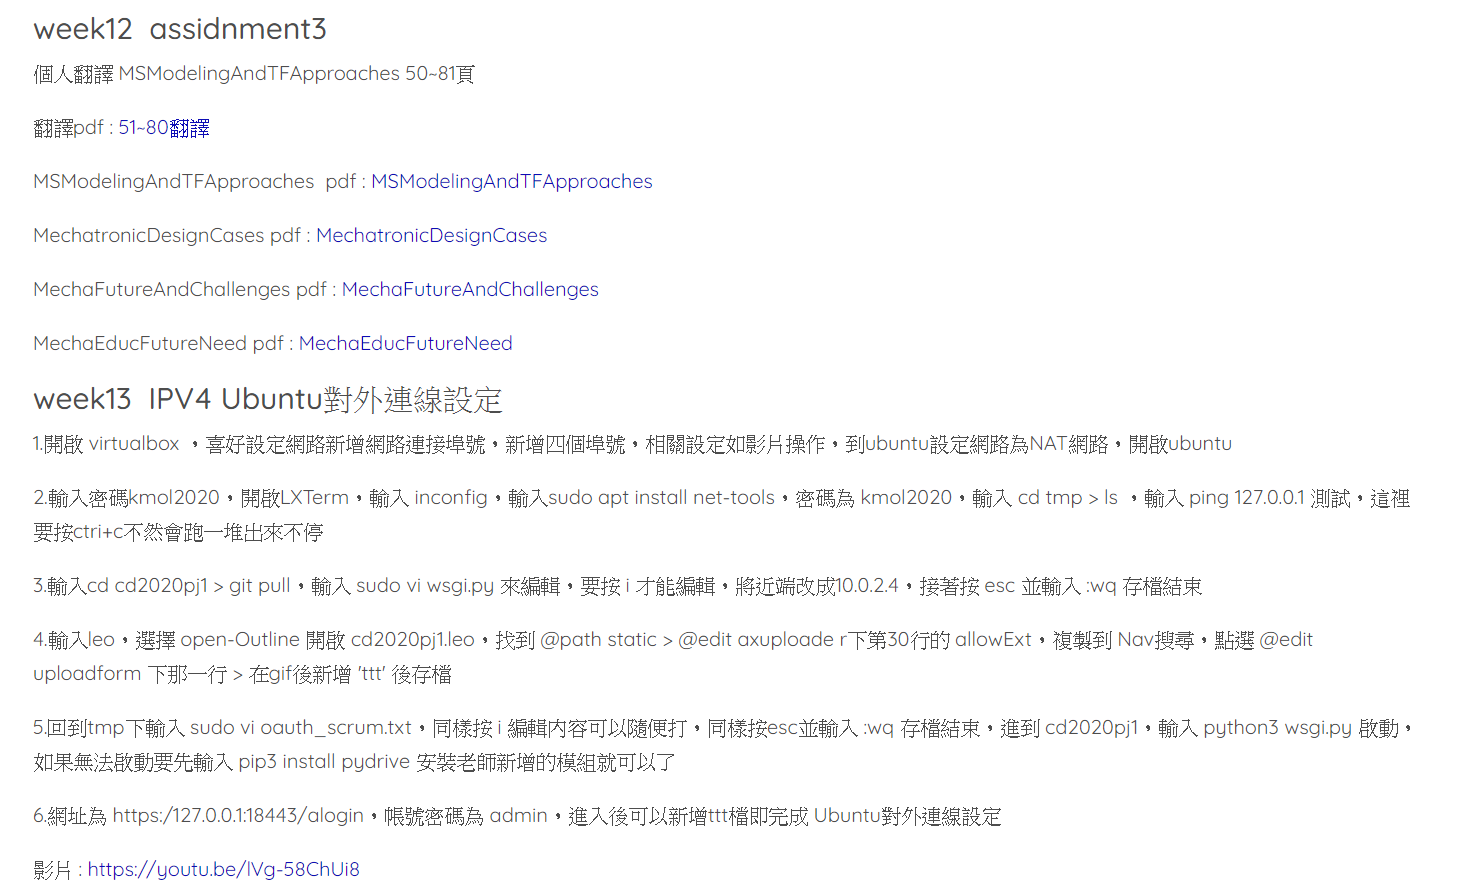 week12  assidnment3
個人翻譯 MSModelingAndTFApproaches 50~81頁
翻譯pdf : 51~80翻譯
MSModelingAndTFApproaches  pdf : MSModelingAndTFApproaches
MechatronicDesignCases pdf : MechatronicDesignCases
MechaFutureAndChallenges pdf : MechaFutureAndChallenges
MechaEducFutureNeed pdf : MechaEducFutureNeed
week13  IPV4 Ubuntu對外連線設定
1.開啟 virtualbox ，喜好設定網路新增網路連接埠號，新增四個埠號，相關設定如影片操作，到ubuntu設定網路為NAT網路，開啟ubuntu
2.輸入密碼kmol2020，開啟LXTerm，輸入 inconfig，輸入sudo apt install net-tools，密碼為 kmol2020，輸入 cd tmp > ls ，輸入 ping 127.0.0.1 測試，這裡
要按ctri+c不然會跑一堆出來不停
3.輸入cd cd2020pj1 > git pull，輸入 sudo vi wsgi.py 來編輯，要按 i 才能編輯，將近端改成10.0.2.4，接著按 esc 並輸入 :wq 存檔結束
4.輸入leo，選擇 open-Outline 開啟 cd2020pj1.leo，找到 @path static > @edit axuploade r下第30行的 allowExt，複製到 Nav搜尋，點選 @edit
uploadform 下那一行 > 在gif後新增 'ttt' 後存檔
5.回到tmp下輸入 sudo vi oauth_scrum.txt，同樣按 i 編輯內容可以隨便打，同樣按esc並輸入 :wq 存檔結束，進到 cd2020pj1，輸入 python3 wsgi.py 啟動，
如果無法啟動要先輸入 pip3 install pydrive 安裝老師新增的模組就可以了
6.網址為 https:/127.0.0.1:18443/alogin，帳號密碼為 admin，進入後可以新增ttt檔即完成 Ubuntu對外連線設定
影片 : https://youtu.be/lVg-58ChUi8